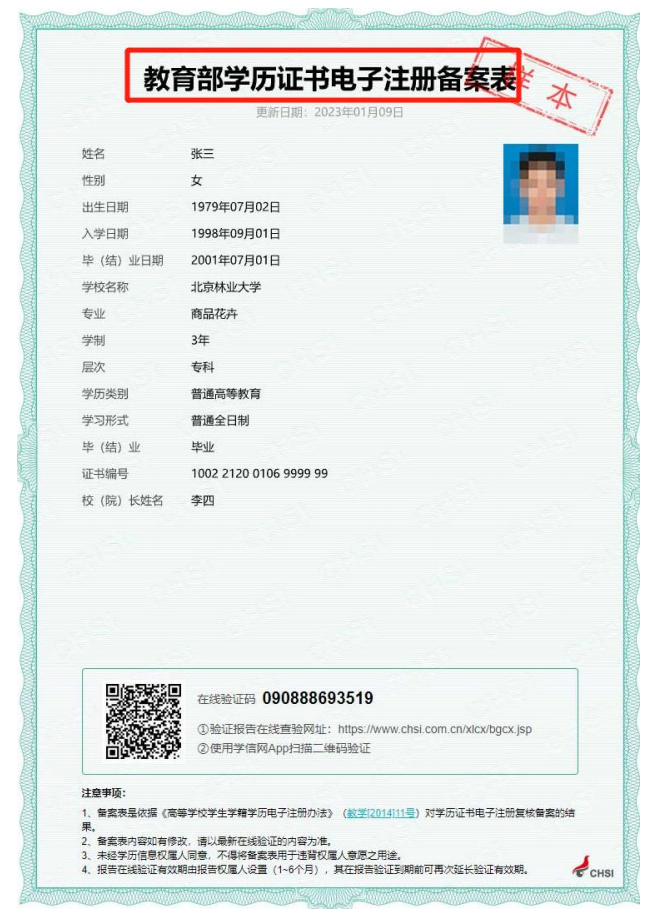 教育部学历证书电子注册备案表
样本
更新日期：2023年01月09日
姓名 张三
性别 女
出生日期 1979年07月02日
入学日期 1998年09月01日
毕（结）业日期 2001年07月01日
学校名称 北京林业大学
专业 商品花卉
学制 3年
层次 专科
学历类别 普通高等教育
学习形式 普通全日制
毕（结）业 毕业
证书编号 1002 2120 0106 9999 99
校（院）长姓名 李四
在线验证码 090888693519
①验证报告在线查验网址：https://www.chsi.com.cn/xlcx/bgcx.jsp
②使用学信网App扫描二维码验证
注意事项：
1、备案表是依据《高等学校学生学籍学历电子注册办法》（教学[2014]11号）对学历证书电子注册复核备案的结
果。
2、备案表内容如有修改，请以最新在线验证的内容为准。
3、未经学历信息权属人同意，不得将备案表用于违背权属人意愿之用途。
4、报告在线验证有效期由报告权属人设置（1~6个月），其在报告验证到期前可再次延长验证有效期。
CHSI